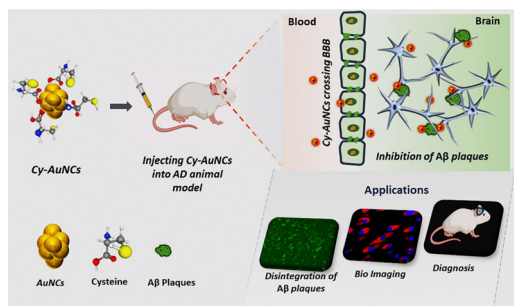 Blood
Brain
Cy-AuNCs crossing BBB
Cy-AuNCs
Injecting Cy-AuNCs
into AD animal
model
Inhibition of Aβ plaques
Applications
AuNCs
Cysteine
Aβ Plaques
Disintegration of
Aβ plaques
Bio Imaging
Diagnosis